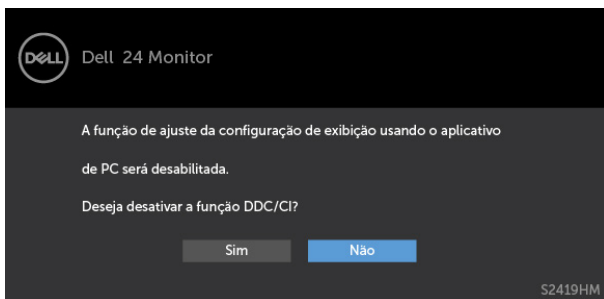 DELL
Dell 24 Monitor
A função de ajuste da configuração de exibição usando o aplicativo
de PC será desabilitada.
Deseja desativar a função DDC/CI?
Sim Não
S2419HM